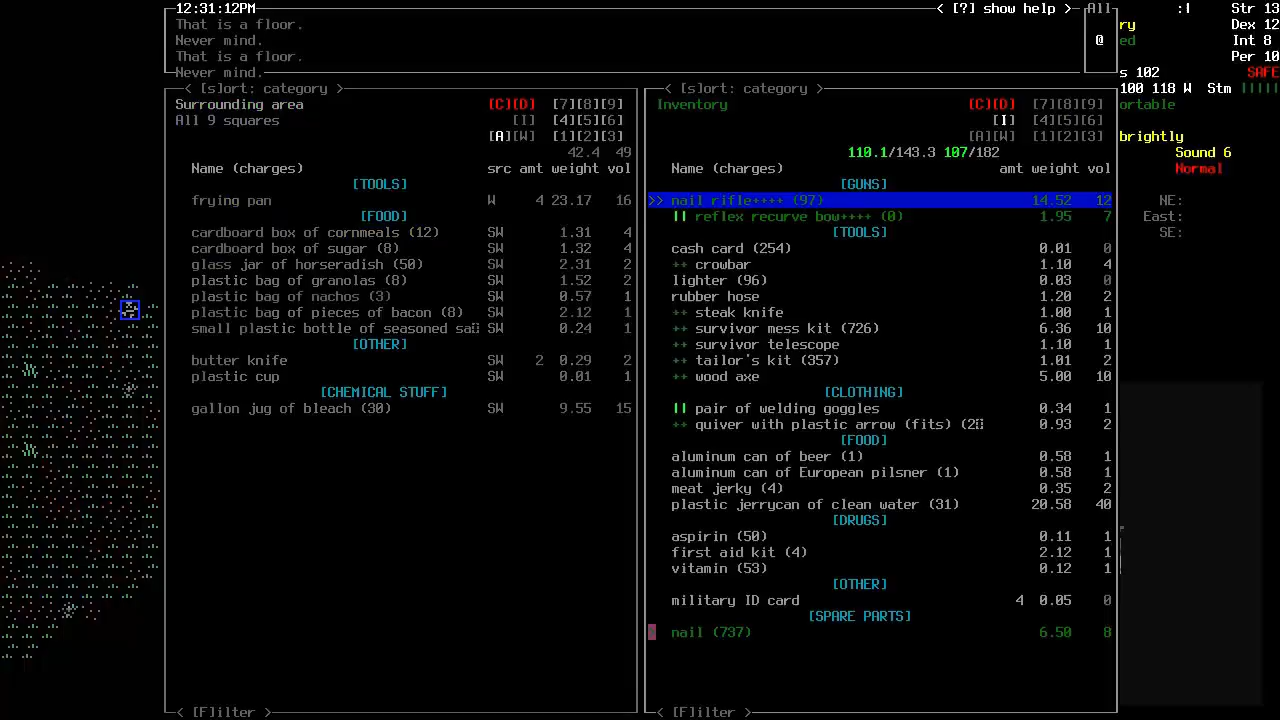 12:31:12PM < [?] show help > All :| Str 13
That is a floor. ry Dex 12
Never mind. @ ed Int 8
That is a floor. Per 10
Never mind. s 102 SAFE
< [s]ort: category > < [s]ort: category > 100 118 W Stm |||||
Surrounding area [C][D] [7][8][9] Inventory [C][D] [7][8][9] ortable
All 9 squares [I] [4][5][6] [I] [4][5][6]
[A][W] [1][2][3] [A][W] [1][2][3] brightly
42.4 49 110.1/143.3 107/182 Sound 6
Name (charges) src amt weight vol Name (charges) amt weight vol Normal
[TOOLS] [GUNS]
frying pan W 4 23.17 16 >> nail rifle++++ (97) 14.52 12 NE:
[FOOD] || reflex recurve bow++++ (0) 1.95 7 East:
cardboard box of cornmeals (12) SW 1.31 4 [TOOLS] SE:
cardboard box of sugar (8) SW 1.32 4 cash card (254) 0.01 0
glass jar of horseradish (50) SW 2.31 2 ++ crowbar 1.10 4
plastic bag of granolas (8) SW 1.52 2 lighter (96) 0.03 0
plastic bag of nachos (3) SW 0.57 1 rubber hose 1.20 2
plastic bag of pieces of bacon (8) SW 2.12 1 ++ steak knife 1.00 1
small plastic bottle of seasoned sa SW 0.24 1 ++ survivor mess kit (726) 6.36 10
[OTHER] ++ survivor telescope 1.10 1
butter knife SW 2 0.29 2 ++ tailor's kit (357) 1.01 2
plastic cup SW 0.01 1 ++ wood axe 5.00 10
[CHEMICAL STUFF] [CLOTHING]
gallon jug of bleach (30) SW 9.55 15 || pair of welding goggles 0.34 1
++ quiver with plastic arrow (fits) (2 0.93 2
[FOOD]
aluminum can of beer (1) 0.58 1
aluminum can of European pilsner (1) 0.58 1
meat jerky (4) 0.35 2
plastic jerrycan of clean water (31) 20.58 40
[DRUGS]
aspirin (50) 0.11 1
first aid kit (4) 2.12 1
vitamin (53) 0.12 1
[OTHER]
military ID card 4 0.05 0
[SPARE PARTS]
nail (737) 6.50 8
< [F]ilter > < [F]ilter >